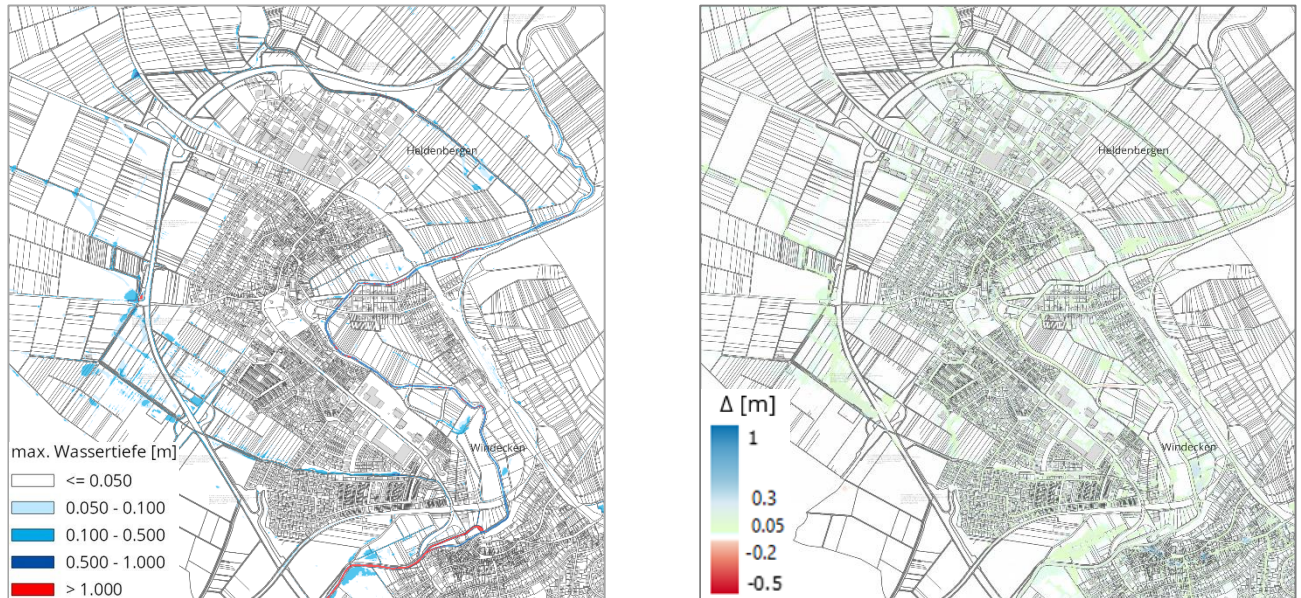 Heldenbergen
Windecken
max. Wassertiefe [m]
<= 0.050
0.050 - 0.100
0.100 - 0.500
0.500 - 1.000
> 1.000
Heldenbergen
Windecken
Δ [m]
1
0.3
0.05
-0.2
-0.5